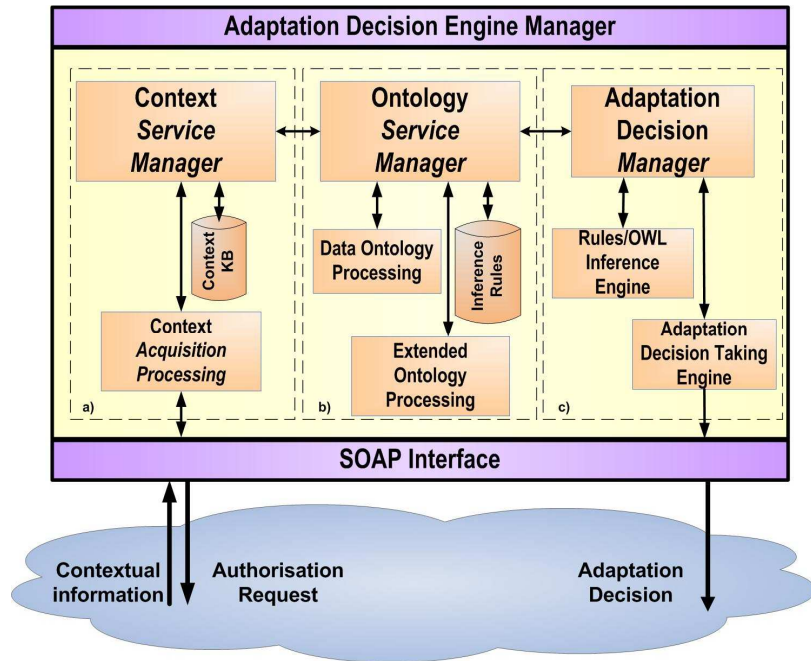 Adaptation Decision Engine Manager
Context
Service
Manager
Ontology
Service
Manager
Adaptation
Decision
Manager
Context
KB
Data Ontology
Processing
Inference
Rules
Rules/OWL
Inference
Engine
Context
Acquisition
Processing
Extended
Ontology
Processing
Adaptation
Decision Taking
Engine
a)
b)
c)
SOAP Interface
Contextual
information
Authorisation
Request
Adaptation
Decision